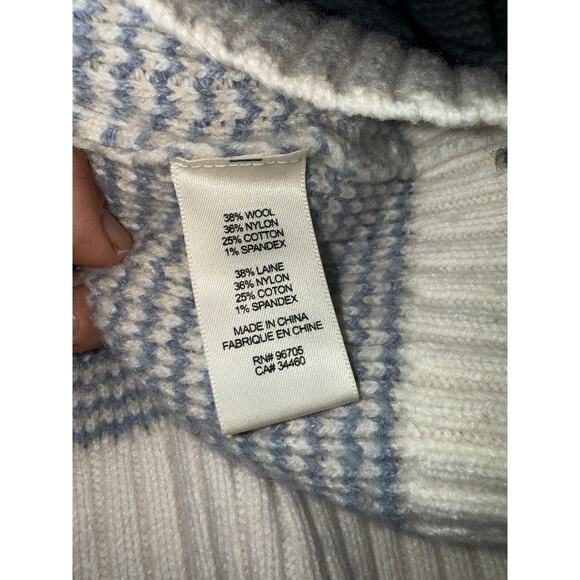 38% WOOL
36% NYLON
25% COTTON
1% SPANDEX
38% LAINE
36% NYLON
25% COTON
1% SPANDEX
MADE IN CHINA
FABRIQUE EN CHINE
RN# 96705
CA# 34460